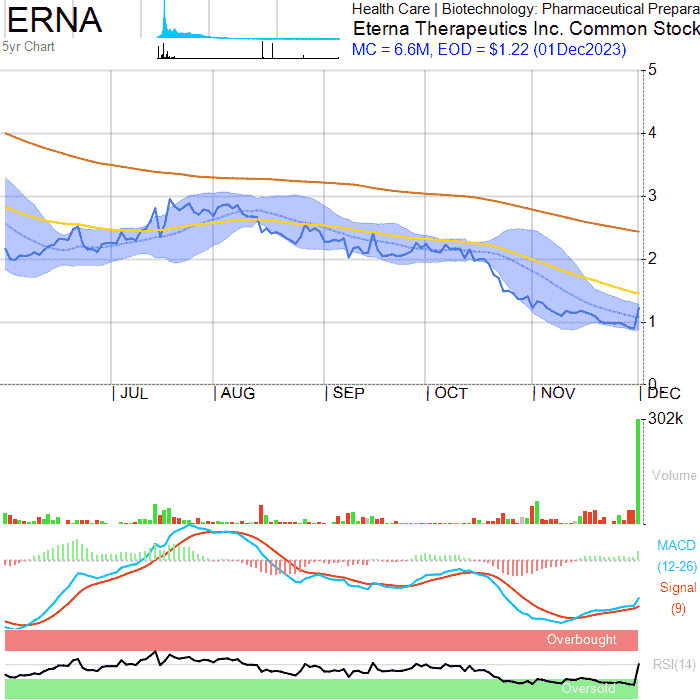 ERNA
5yr Chart
Health Care | Biotechnology: Pharmaceutical Prepara
Eterna Therapeutics Inc. Common Stock
MC = 6.6M, EOD = $1.22 (01Dec2023)
5
4
3
2
1
0
JUL
AUG
SEP
OCT
NOV
DEC
302k
Volume
MACD
(12-26)
Signal
(9)
Overbought
RSI(14)
Oversold